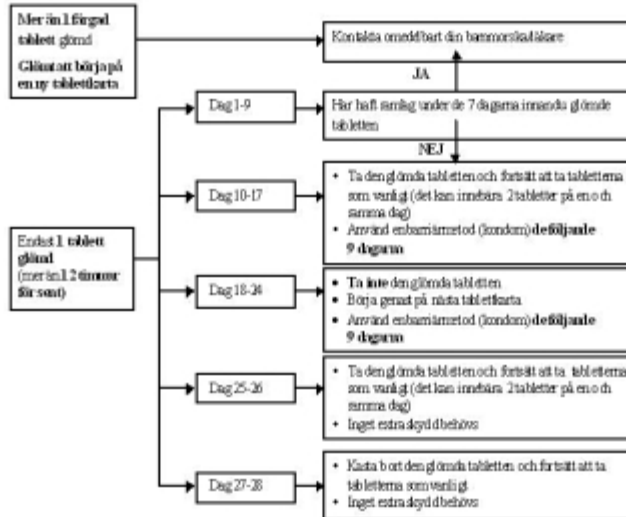 Mer än 1 färgad
tablett glömd
Glömt att börja på
en ny tablettkarta
Kontakta omedelbart din barnmorska/läkare
JA
Dag 1-9
Har haft samlag under de 7 dagarna innan du glömde
tabletten
NEJ
Dag 10-17
• Ta den glömda tabletten och fortsätt att ta tabletterna
som vanligt (det kan innebära 2 tabletter på en och
samma dag)
• Använd en barriärmetod (kondom) de följande
9 dagarna
Endast 1 tablett
glömd
(mer än 12 timmar
för sent)
Dag 18-24
• Ta inte den glömda tabletten
• Börja genast på nästa tablettkarta
• Använd en barriärmetod (kondom) de följande
9 dagarna
Dag 25-26
• Ta den glömda tabletten och fortsätt att ta tabletterna
som vanligt (det kan innebära 2 tabletter på en och
samma dag)
• Inget extra skydd behövs
Dag 27-28
• Kasta bort den glömda tabletten och fortsätt att ta
tabletterna som vanligt
• Inget extra skydd behövs